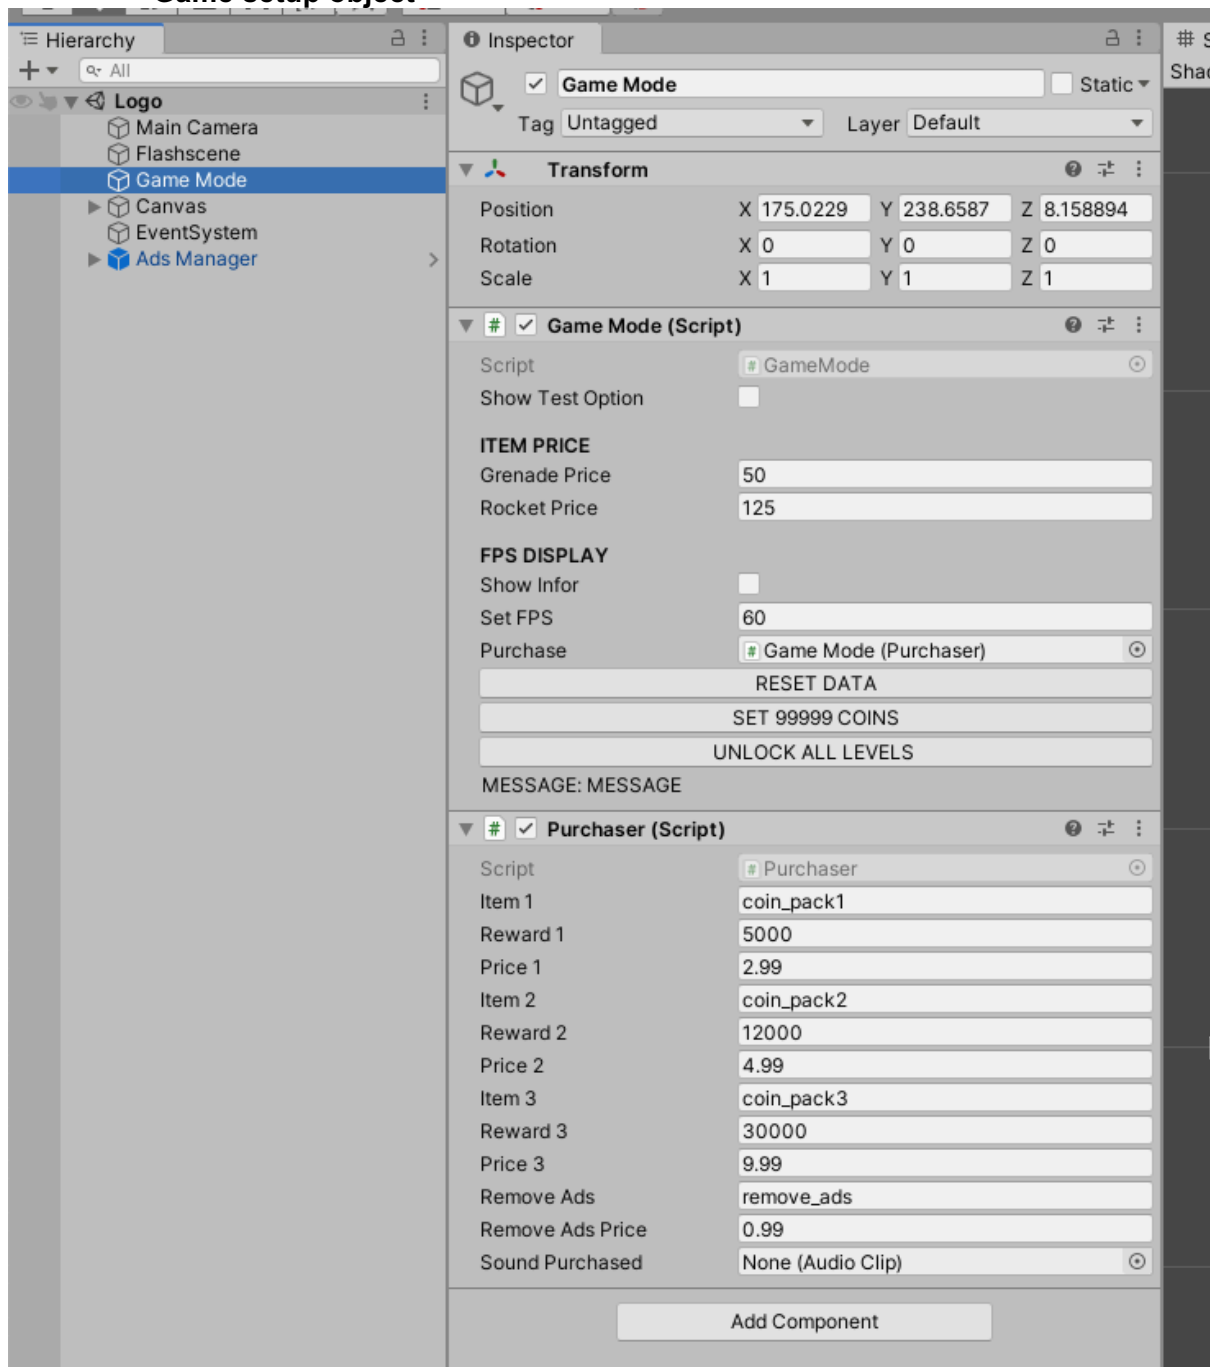 Game setup object
Hierarchy
All
Logo
Main Camera
Flashscene
Game Mode
Canvas
EventSystem
Ads Manager
Inspector
Game Mode Static
Tag Untagged Layer Default
Transform
Position X 175.0229 Y 238.6587 Z 8.158894
Rotation X 0 Y 0 Z 0
Scale X 1 Y 1 Z 1
# Game Mode (Script)
Script # GameMode
Show Test Option
ITEM PRICE
Grenade Price 50
Rocket Price 125
FPS DISPLAY
Show Infor
Set FPS 60
Purchase # Game Mode (Purchaser)
RESET DATA
SET 99999 COINS
UNLOCK ALL LEVELS
MESSAGE: MESSAGE
# Purchaser (Script)
Script # Purchaser
Item 1 coin_pack1
Reward 1 5000
Price 1 2.99
Item 2 coin_pack2
Reward 2 12000
Price 2 4.99
Item 3 coin_pack3
Reward 3 30000
Price 3 9.99
Remove Ads remove_ads
Remove Ads Price 0.99
Sound Purchased None (Audio Clip)
Add Component
# S
Shad